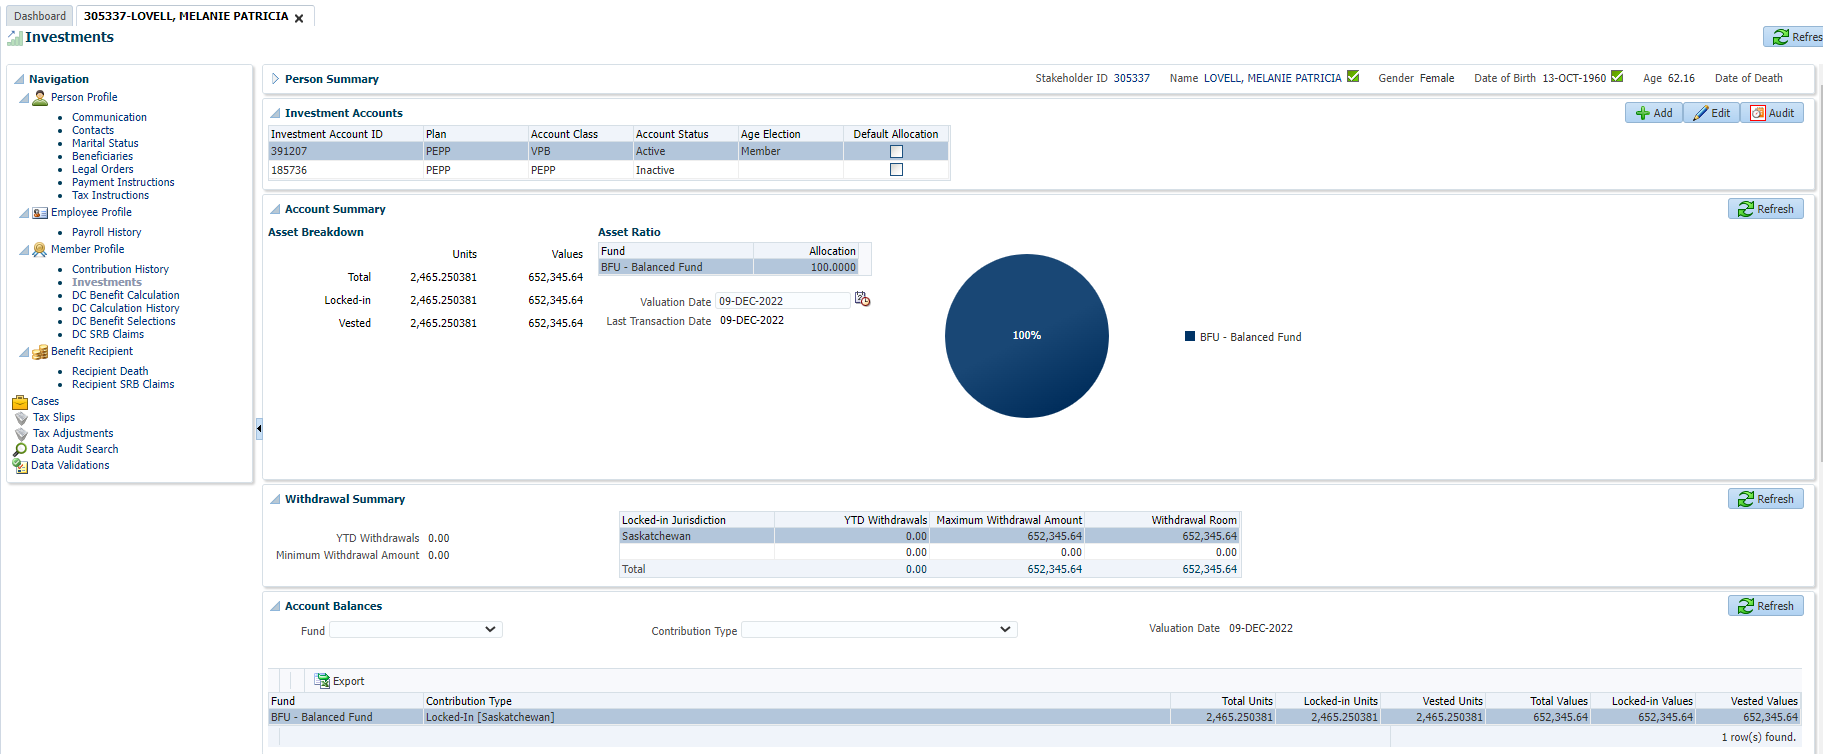 Dashboard 305337-LOVELL, MELANIE PATRICIA
Investments
Refres
Navigation
Person Profile
Communication
Contacts
Marital Status
Beneficiaries
Legal Orders
Payment Instructions
Tax Instructions
Employee Profile
Payroll History
Member Profile
Contribution History
Investments
DC Benefit Calculation
DC Calculation History
DC Benefit Selections
DC SRB Claims
Benefit Recipient
Recipient Death
Recipient SRB Claims
Cases
Tax Slips
Tax Adjustments
Data Audit Search
Data Validations
Person Summary Stakeholder ID 305337 Name LOVELL, MELANIE PATRICIA Gender Female Date of Birth 13-OCT-1960 Age 62.16 Date of Death
Investment Accounts Add Edit Audit
Investment Account ID Plan Account Class Account Status Age Election Default Allocation
391207 PEPP VPB Active Member
185736 PEPP PEPP Inactive
Account Summary Refresh
Asset Breakdown
Units Values
Total 2,465.250381 652,345.64
Locked-in 2,465.250381 652,345.64
Vested 2,465.250381 652,345.64
Asset Ratio
Fund Allocation
BFU - Balanced Fund 100.0000
Valuation Date 09-DEC-2022
Last Transaction Date 09-DEC-2022
100%
BFU - Balanced Fund
Withdrawal Summary Refresh
YTD Withdrawals 0.00
Minimum Withdrawal Amount 0.00
Locked-in Jurisdiction YTD Withdrawals Maximum Withdrawal Amount Withdrawal Room
Saskatchewan 0.00 652,345.64 652,345.64
0.00 0.00 0.00
Total 0.00 652,345.64 652,345.64
Account Balances Refresh
Fund Contribution Type Valuation Date 09-DEC-2022
Export
Fund Contribution Type Total Units Locked-in Units Vested Units Total Values Locked-in Values Vested Values
BFU - Balanced Fund Locked-In [Saskatchewan] 2,465.250381 2,465.250381 2,465.250381 652,345.64 652,345.64 652,345.64
1 row(s) found.